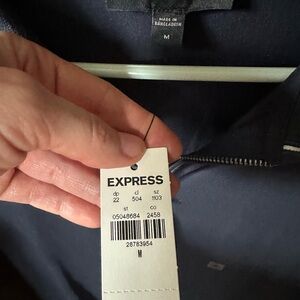 MADE IN
BANGLADESH
M
EXPRESS
dp cl sz
22 504 1103
st co
05048684 2458
28783954
M